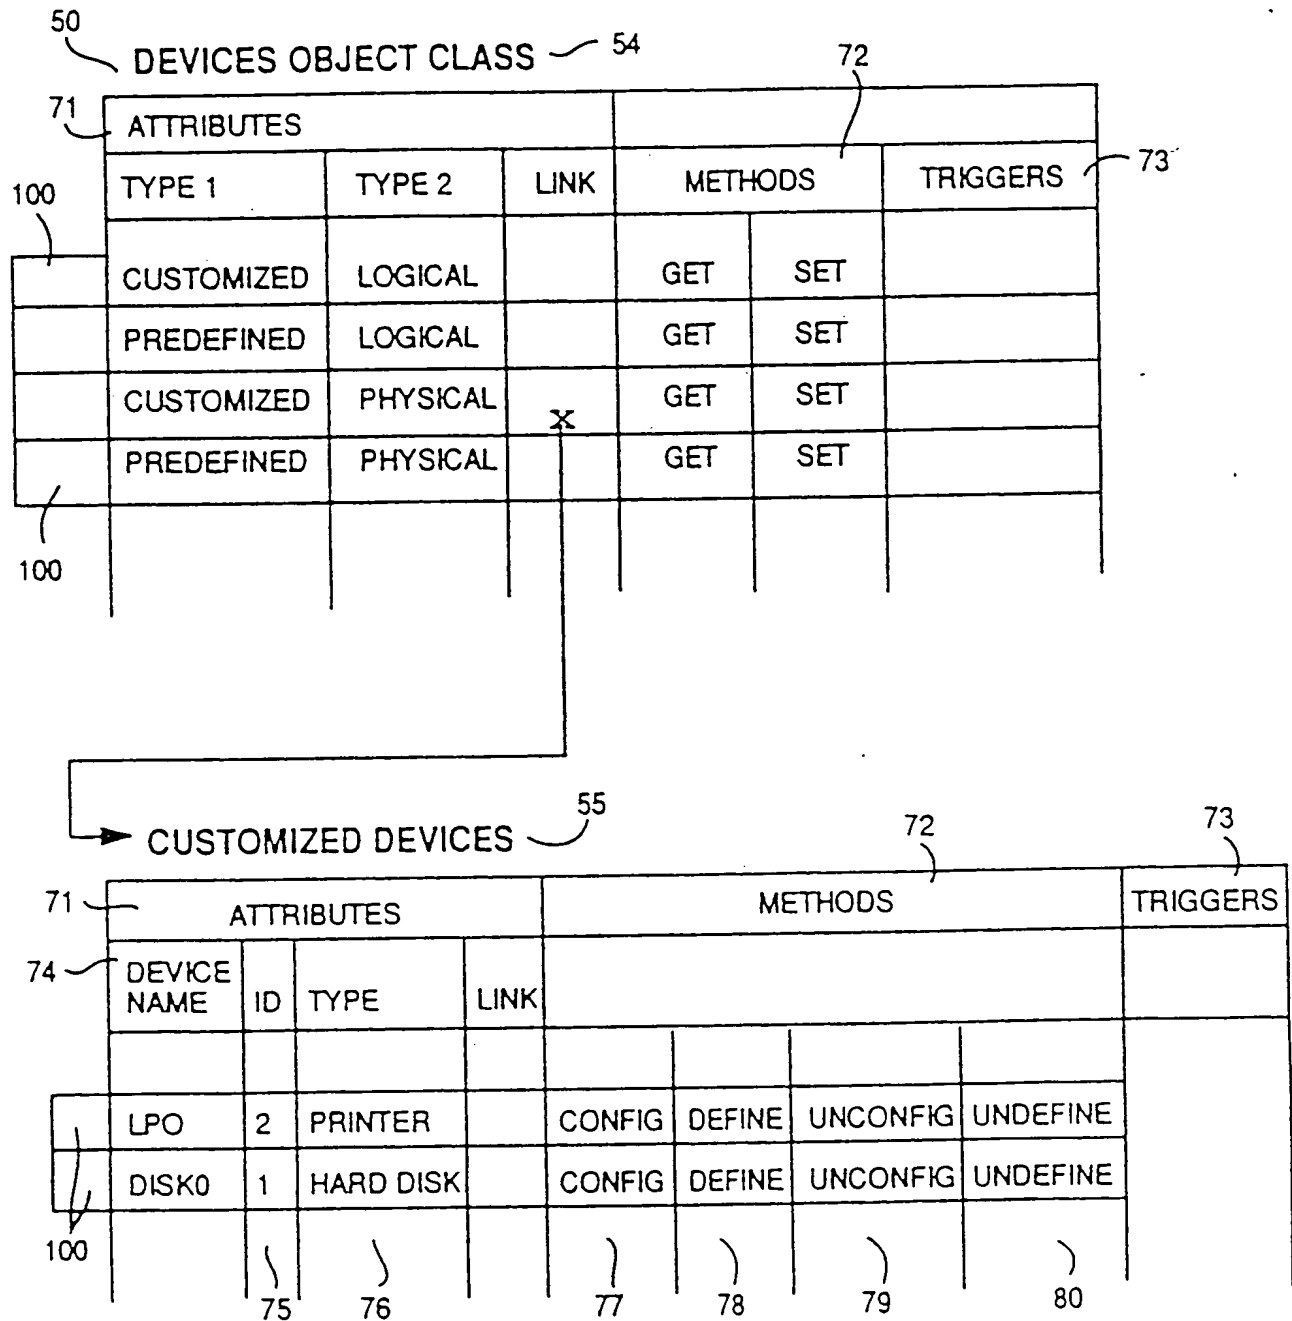 50
DEVICES OBJECT CLASS 54
72
71 ATTRIBUTES
TYPE 1 TYPE 2 LINK METHODS TRIGGERS 73
100
CUSTOMIZED LOGICAL GET SET
PREDEFINED LOGICAL GET SET
CUSTOMIZED PHYSICAL X GET SET
PREDEFINED PHYSICAL GET SET
100
CUSTOMIZED DEVICES 55
72 73
71 ATTRIBUTES METHODS TRIGGERS
74 DEVICE
NAME ID TYPE LINK
LPO 2 PRINTER CONFIG DEFINE UNCONFIG UNDEFINE
DISK0 1 HARD DISK CONFIG DEFINE UNCONFIG UNDEFINE
100
75 76 77 78 79 80